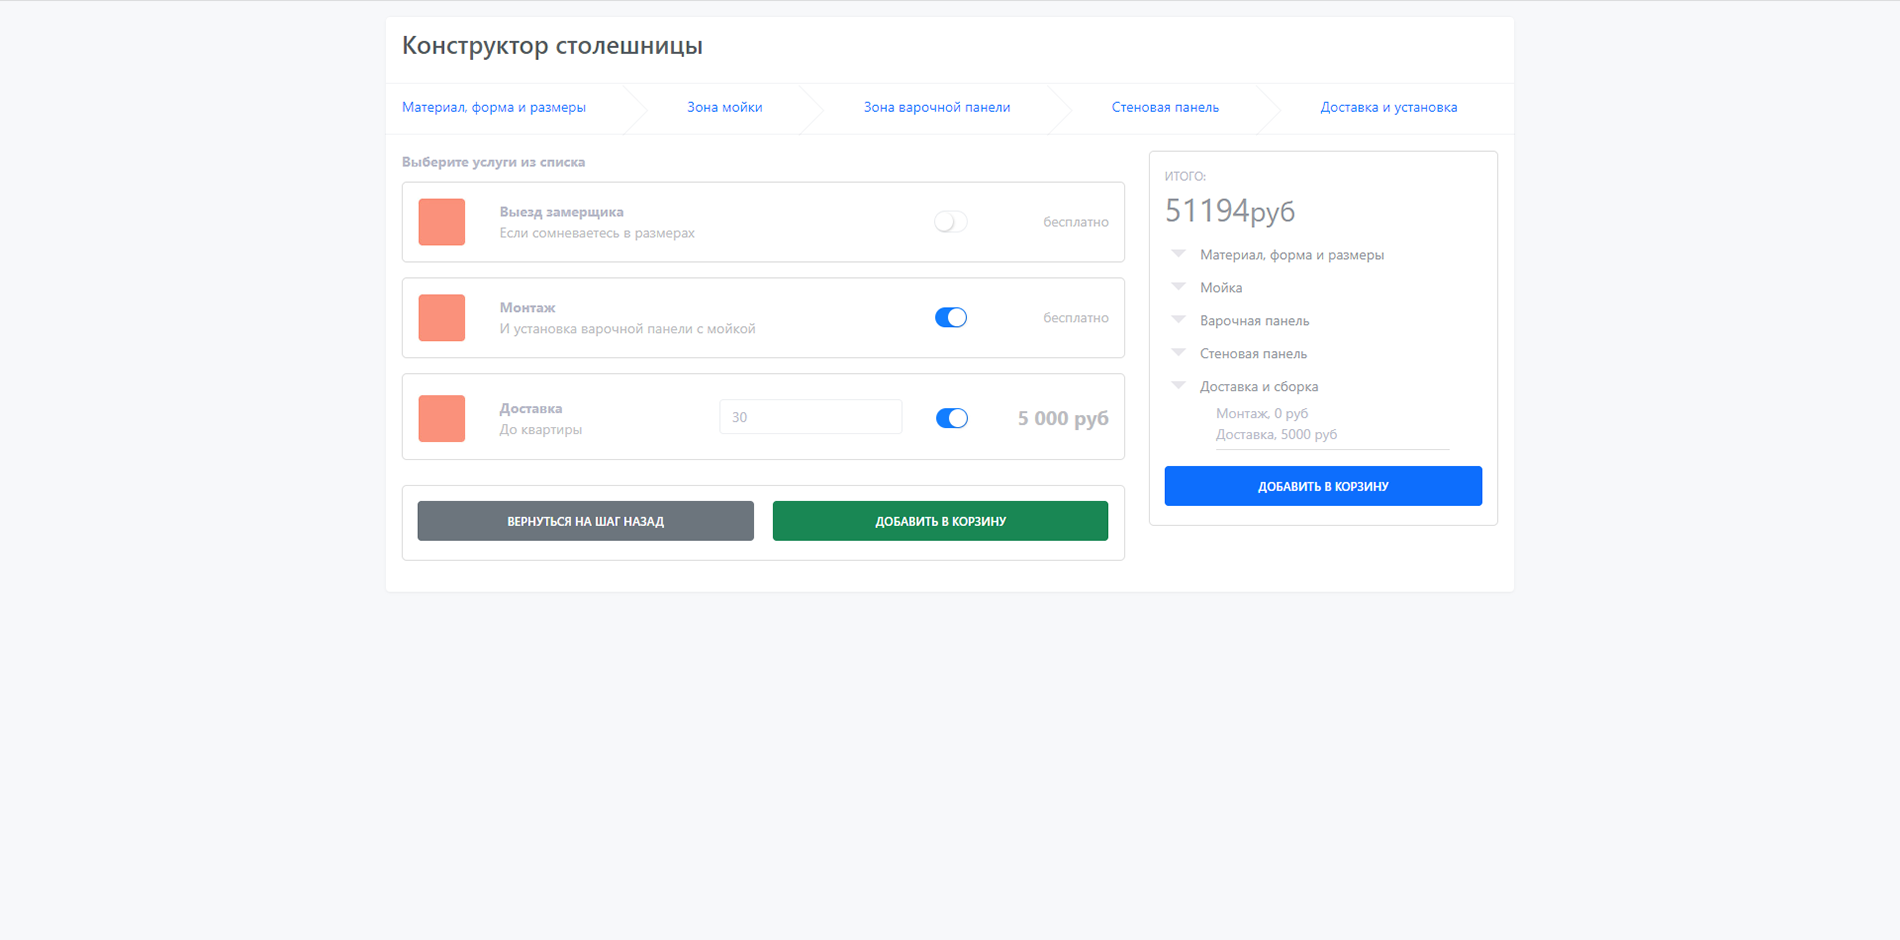 Конструктор столешницы
Материал, форма и размеры
Зона мойки
Зона варочной панели
Стеновая панель
Доставка и установка
Выберите услуги из списка
Выезд замерщика
Если сомневаетесь в размерах
бесплатно
Монтаж
И установка варочной панели с мойкой
бесплатно
Доставка
До квартиры
30
5 000 руб
ВЕРНУТЬСЯ НА ШАГ НАЗАД
ДОБАВИТЬ В КОРЗИНУ
ИТОГО:
51194руб
Материал, форма и размеры
Мойка
Варочная панель
Стеновая панель
Доставка и сборка
Монтаж, 0 руб
Доставка, 5000 руб
ДОБАВИТЬ В КОРЗИНУ